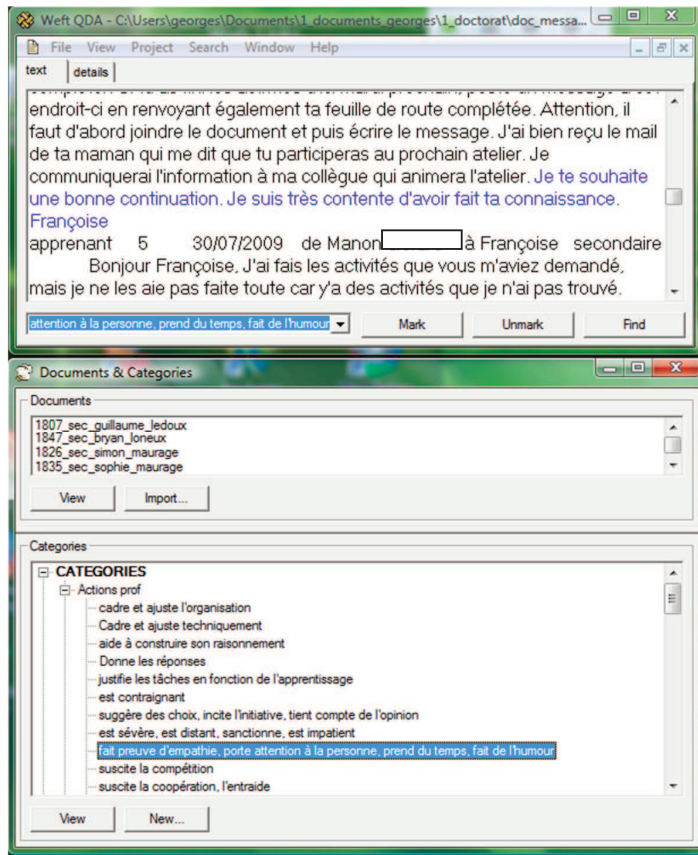 Weft QDA - C:\Users\georges\Documents\1_documents_georges\1_doctorat\doc_messa...
File View Project Search Window Help
text details
endroit-ci en renvoyant également ta feuille de route complétée. Attention, il
faut d'abord joindre le document et puis écrire le message. J'ai bien reçu le mail
de ta maman qui me dit que tu participeras au prochain atelier. Je
communiquerai l'information à ma collègue qui animera l'atelier. Je te souhaite
une bonne continuation. Je suis très contente d'avoir fait ta connaissance.
Françoise
apprenant 5 30/07/2009 de Manon à Françoise secondaire
Bonjour Françoise, J'ai fais les activités que vous m'aviez demandé,
mais je ne les aie pas faite toute car y'a des activités que je n'ai pas trouvé.
attention à la personne, prend du temps, fait de l'humour Mark Unmark Find
Documents & Categories
Documents
1807_sec_guillaume_ledoux
1847_sec_bryan_loneux
1826_sec_simon_maurage
1835_sec_sophie_maurage
View Import...
Categories
CATEGORIES
Actions prof
cadre et ajuste l'organisation
Cadre et ajuste techniquement
aide à construire son raisonnement
Donne les réponses
justifie les tâches en fonction de l'apprentissage
est contraignant
suggère des choix, incite l'initiative, tient compte de l'opinion
est sévère, est distant, sanctionne, est impatient
fait preuve d'empathie, porte attention à la personne, prend du temps, fait de l'humour
suscite la compétition
suscite la coopération, l'entraide
View New...